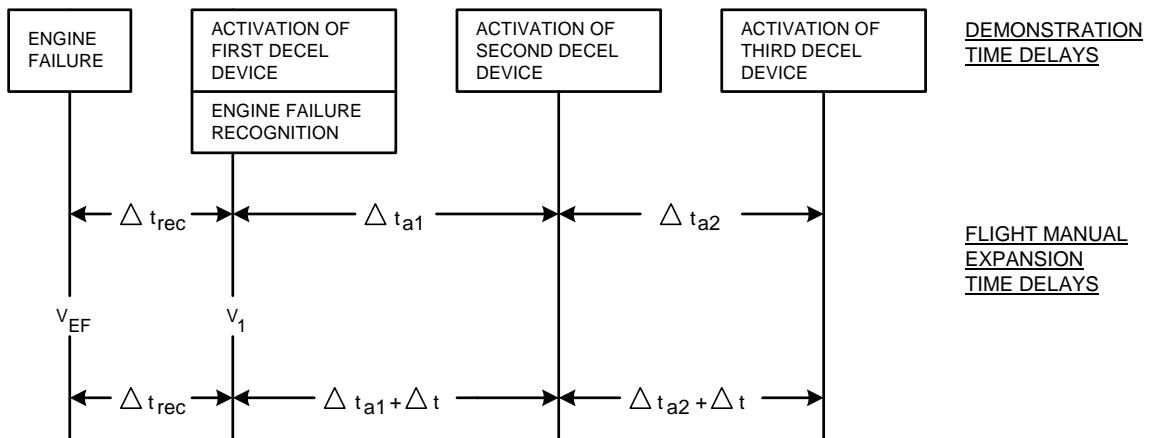 ENGINE
FAILURE
ACTIVATION OF
FIRST DECEL
DEVICE
ENGINE FAILURE
RECOGNITION
ACTIVATION OF
SECOND DECEL
DEVICE
ACTIVATION OF
THIRD DECEL
DEVICE
DEMONSTRATION
TIME DELAYS
△ t_rec
△ t_a1
△ t_a2
FLIGHT MANUAL
EXPANSION
TIME DELAYS
V_EF
V_1
△ t_rec
△ t_a1 + △ t
△ t_a2 + △ t